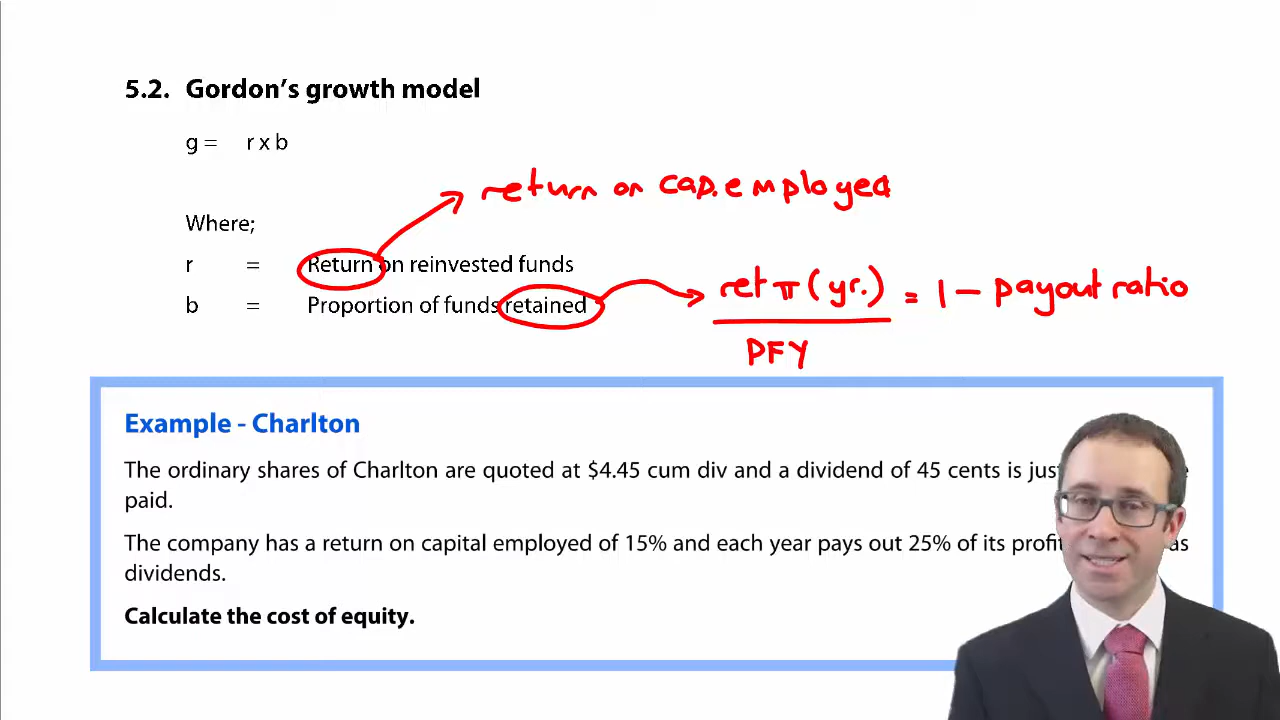 5.2. Gordon's growth model
g = r x b
return on cap. employed
Where;
r = Return on reinvested funds
b = Proportion of funds retained
ret π (yr.) = 1 - payout ratio
PFY
Example - Charlton
The ordinary shares of Charlton are quoted at $4.45 cum div and a dividend of 45 cents is
paid.
The company has a return on capital employed of 15% and each year pays out 25% of its as
dividends.
Calculate the cost of equity.